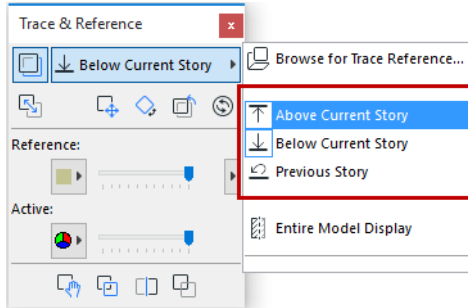 Trace & Reference
x
Below Current Story
Browse for Trace Reference...
Above Current Story
Below Current Story
Previous Story
Reference:
Active:
Entire Model Display